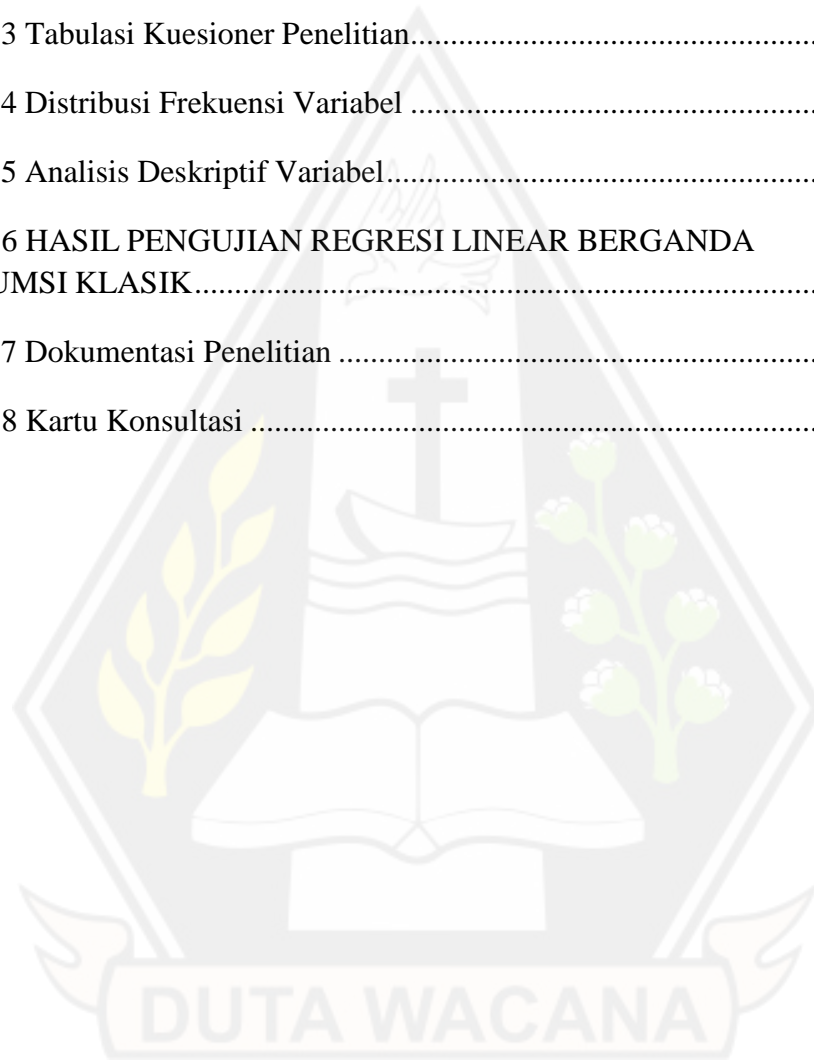 3 Tabulasi Kuesioner Penelitian................................................
4 Distribusi Frekuensi Variabel ................................................
5 Analisis Deskriptif Variabel................................................
6 HASIL PENGUJIAN REGRESI LINEAR BERGANDA
UMSI KLASIK................................................
7 Dokumentasi Penelitian ................................................
8 Kartu Konsultasi ................................................
DUTA WACANA